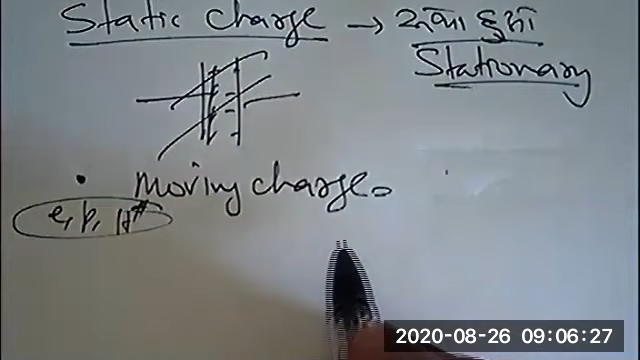 Static charge →
Stationary
• Moving charge.
e, p, H
2020-08-26 09:06:27